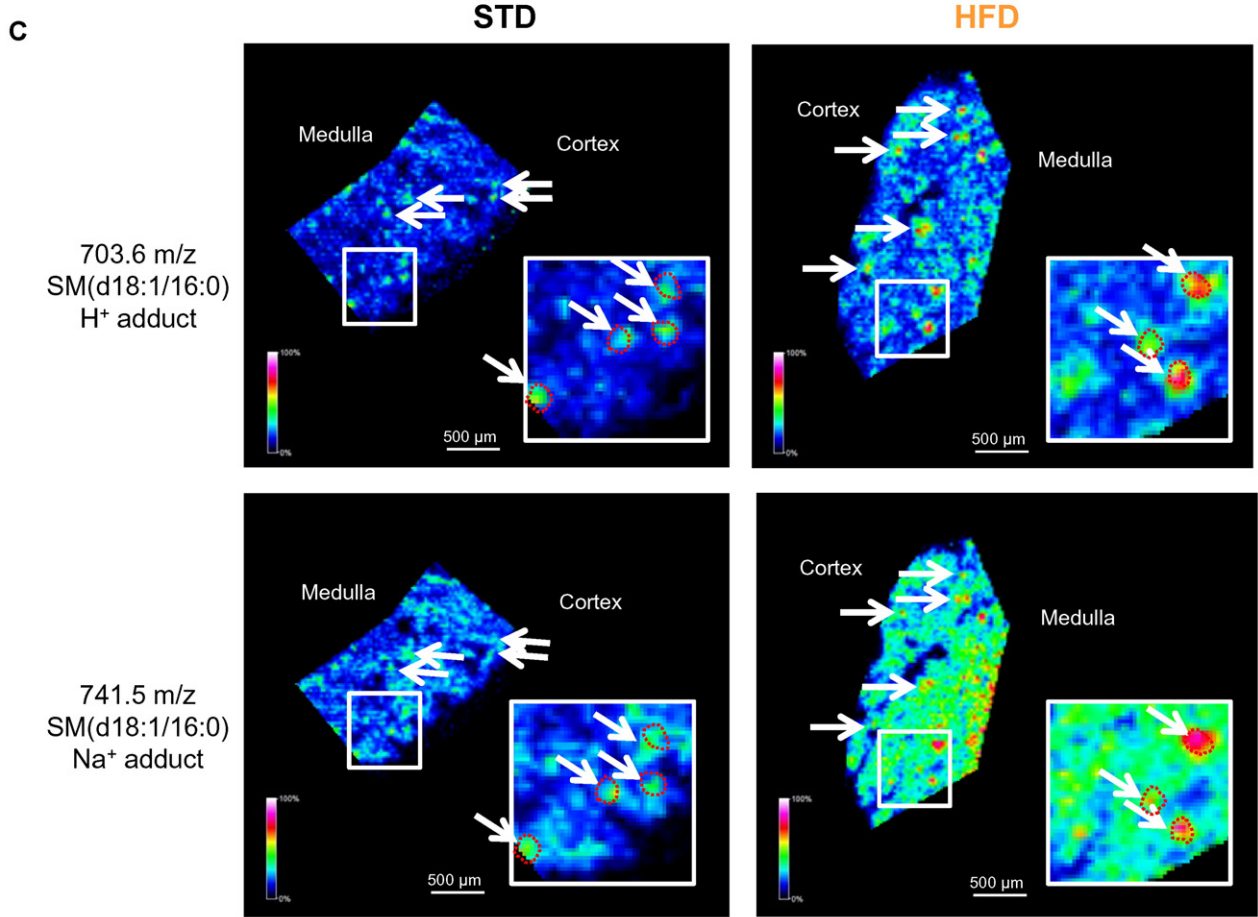 C
STD
HFD
703.6 m/z
SM(d18:1/16:0)
H⁺ adduct
Medulla
Cortex
100%
0%
500 µm
Cortex
Medulla
100%
0%
500 µm
741.5 m/z
SM(d18:1/16:0)
Na⁺ adduct
Medulla
Cortex
100%
0%
500 µm
Cortex
Medulla
100%
0%
500 µm